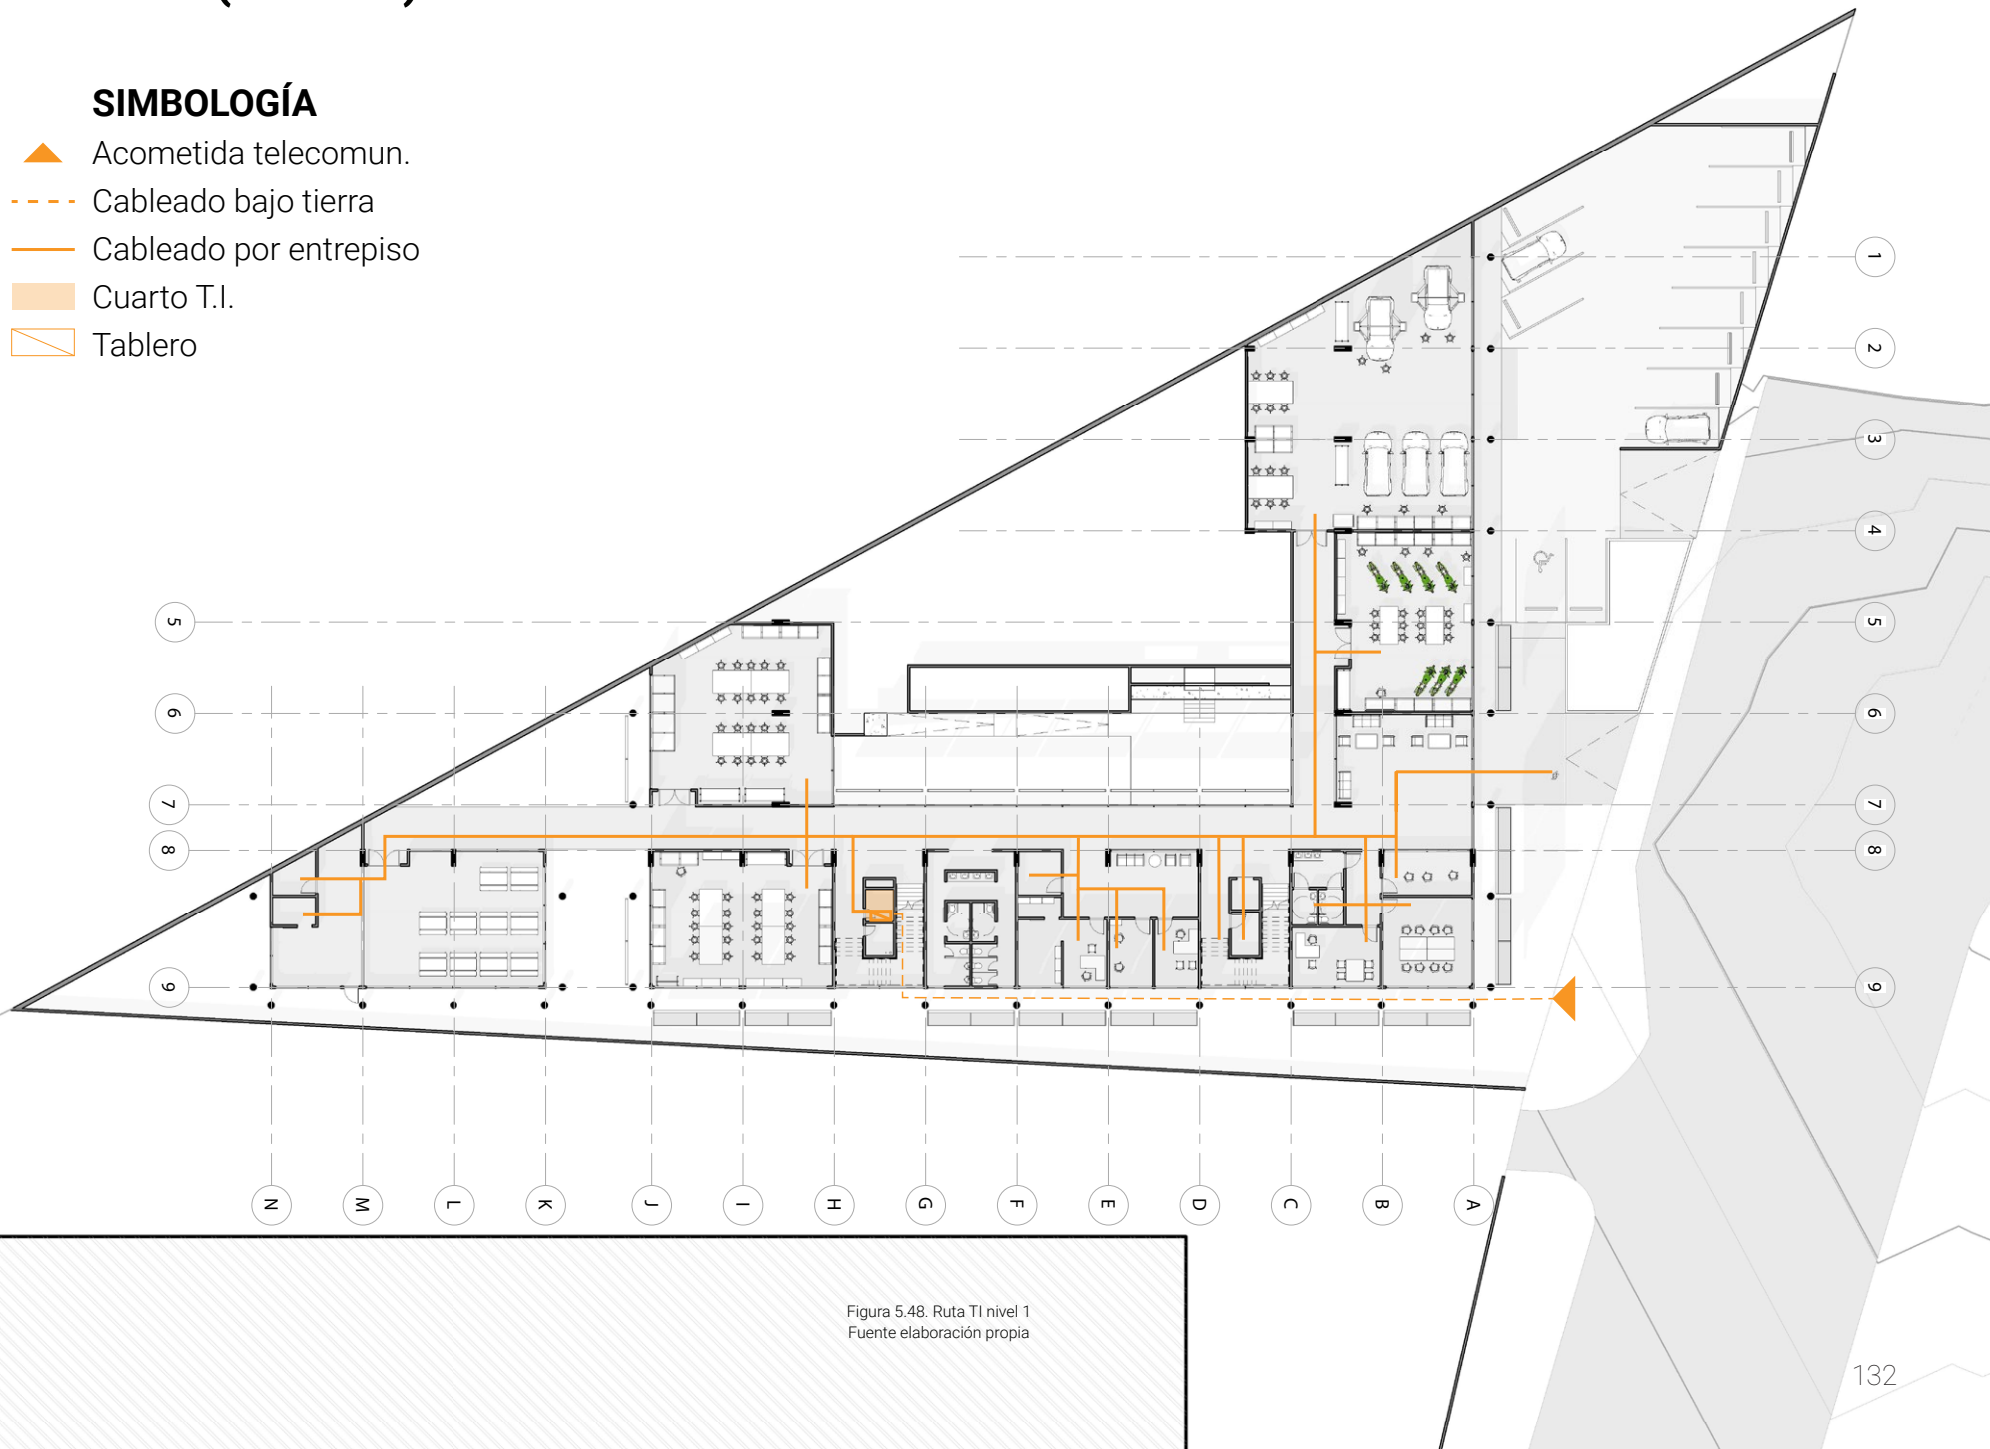 SIMBOLOGÍA
Acometida telecomun.
Cableado bajo tierra
Cableado por entrepiso
Cuarto T.I.
Tablero
1
2
3
4
5
5
6
6
7
7
8
8
9
9
N
M
L
K
J
I
H
G
F
E
D
C
B
A
Figura 5.48. Ruta TI nivel 1
Fuente elaboración propia
132